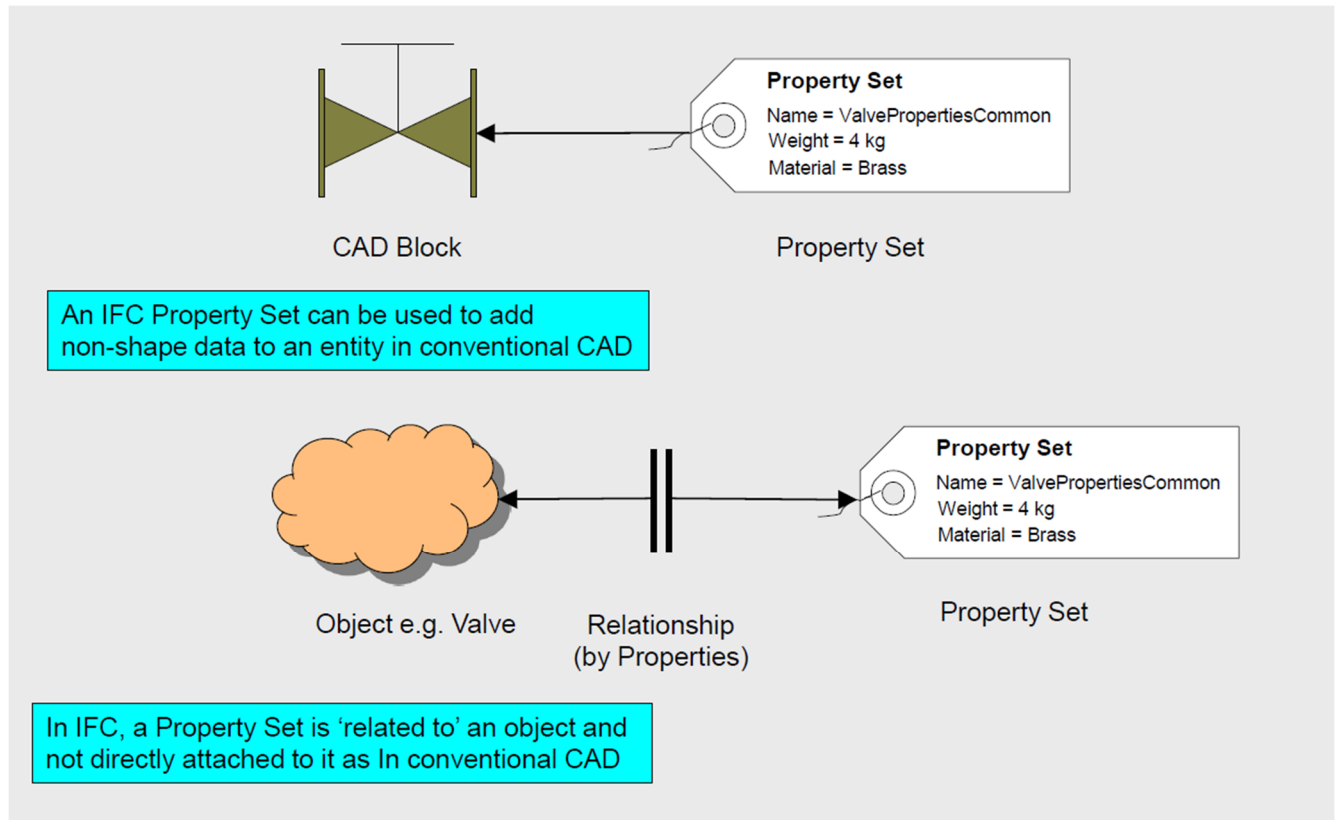 Property Set
Name = ValvePropertiesCommon
Weight = 4 kg
Material = Brass
CAD Block
Property Set
An IFC Property Set can be used to add
non-shape data to an entity in conventional CAD
Property Set
Name = ValvePropertiesCommon
Weight = 4 kg
Material = Brass
Object e.g. Valve
Relationship
(by Properties)
Property Set
In IFC, a Property Set is ‘related to’ an object and
not directly attached to it as In conventional CAD